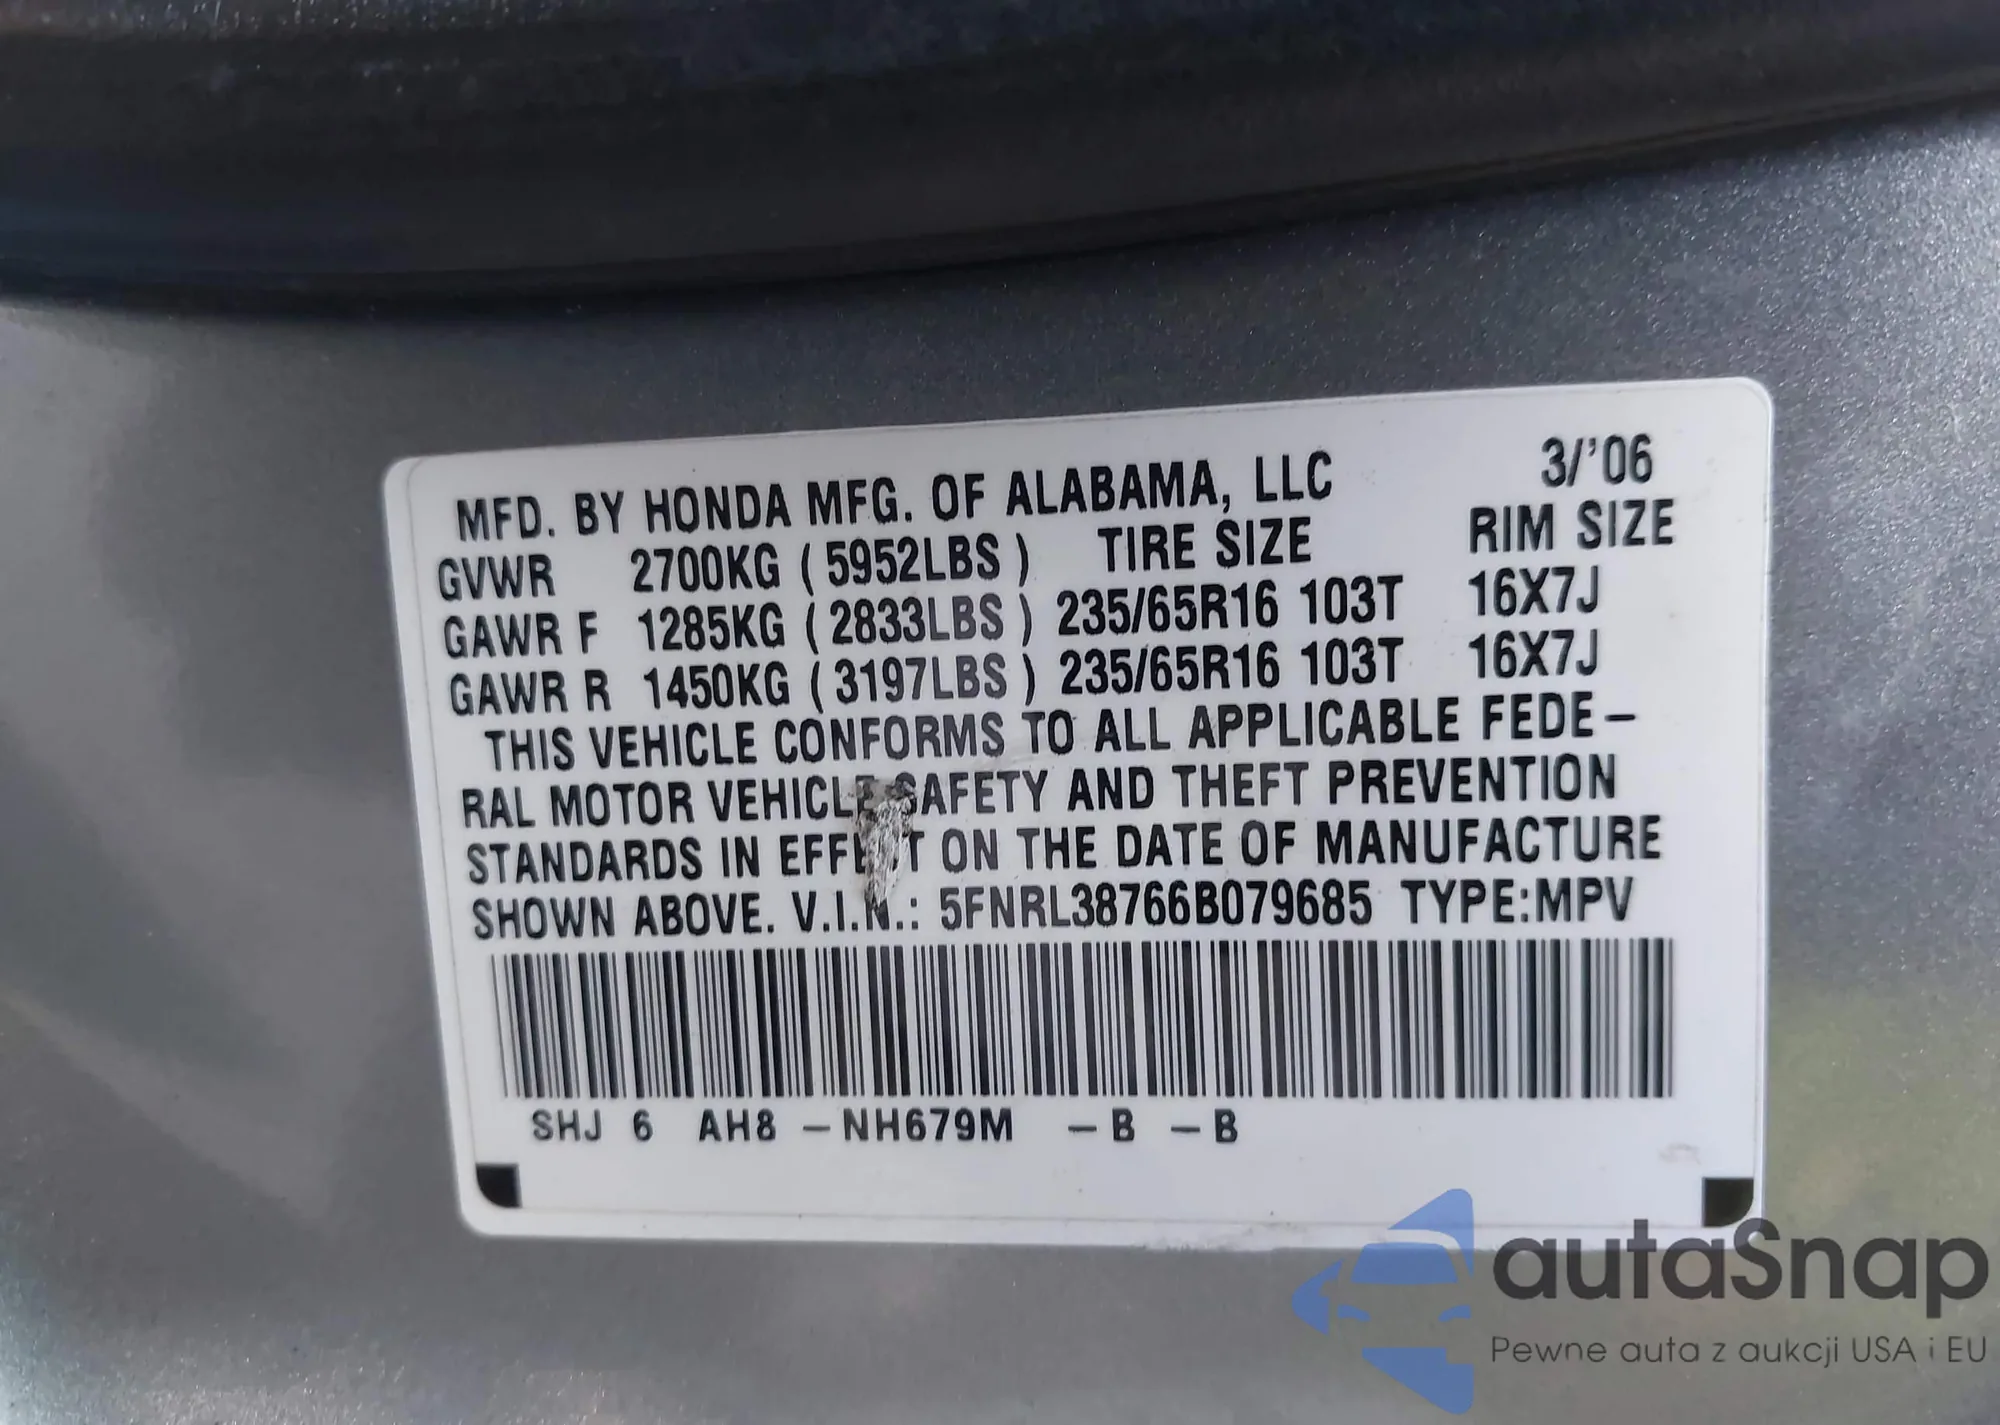 MFD. BY HONDA MFG. OF ALABAMA, LLC 3/'06
GVWR 2700KG (5952LBS) TIRE SIZE RIM SIZE
GAWR F 1285KG (2833LBS) 235/65R16 103T 16X7J
GAWR R 1450KG (3197LBS) 235/65R16 103T 16X7J
THIS VEHICLE CONFORMS TO ALL APPLICABLE FEDE–
RAL MOTOR VEHICLE SAFETY AND THEFT PREVENTION
STANDARDS IN EFFECT ON THE DATE OF MANUFACTURE
SHOWN ABOVE. V.I.N.: 5FNRL38766B079685 TYPE:MPV
SHJ 6 AH8 –NH679M –B –B
autaSnap
Pewne auta z aukcji USA i EU